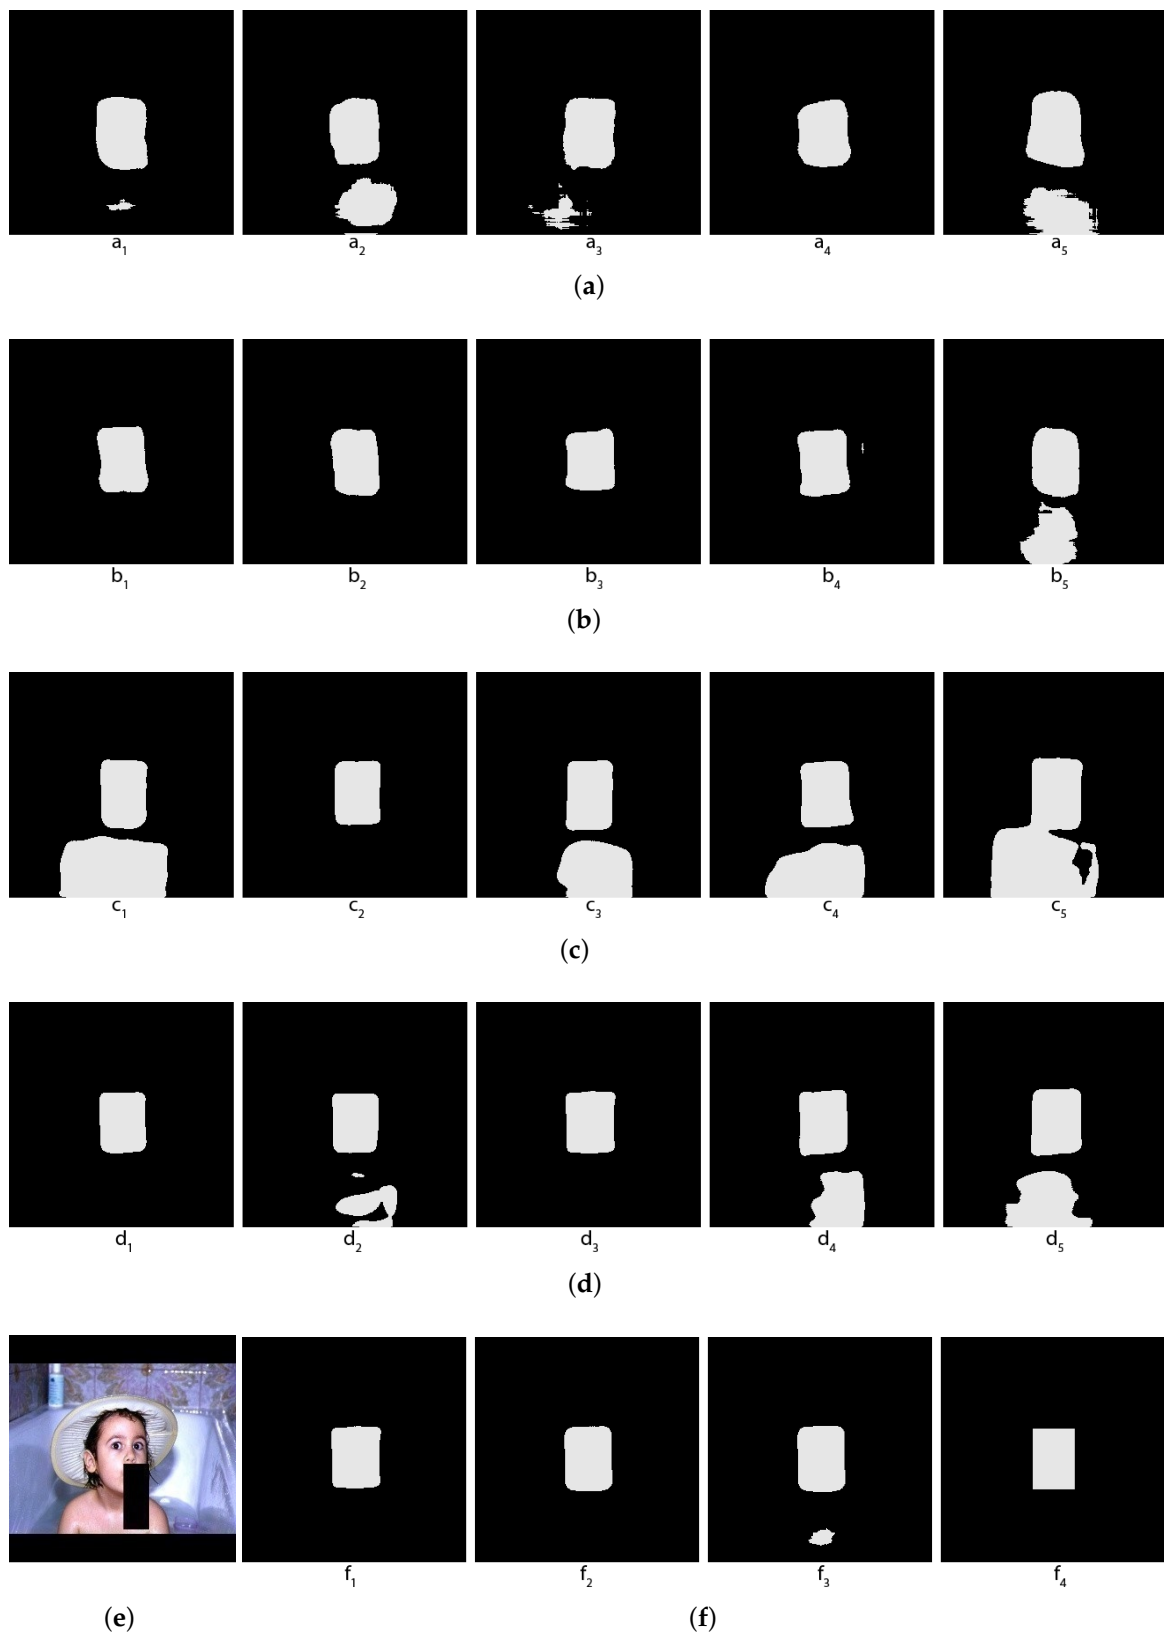 a1 a2 a3 a4 a5
(a)
b1 b2 b3 b4 b5
(b)
c1 c2 c3 c4 c5
(c)
d1 d2 d3 d4 d5
(d)
f1 f2 f3 f4
(e) (f)